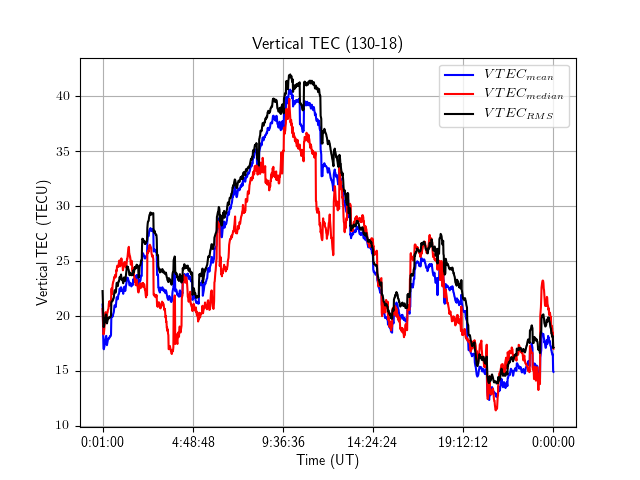 Vertical TEC (130-18)
VTEC_mean
VTEC_median
VTEC_RMS
Vertical TEC (TECU)
40
35
30
25
20
15
10
0:01:00 4:48:48 9:36:36 14:24:24 19:12:12 0:00:00
Time (UT)